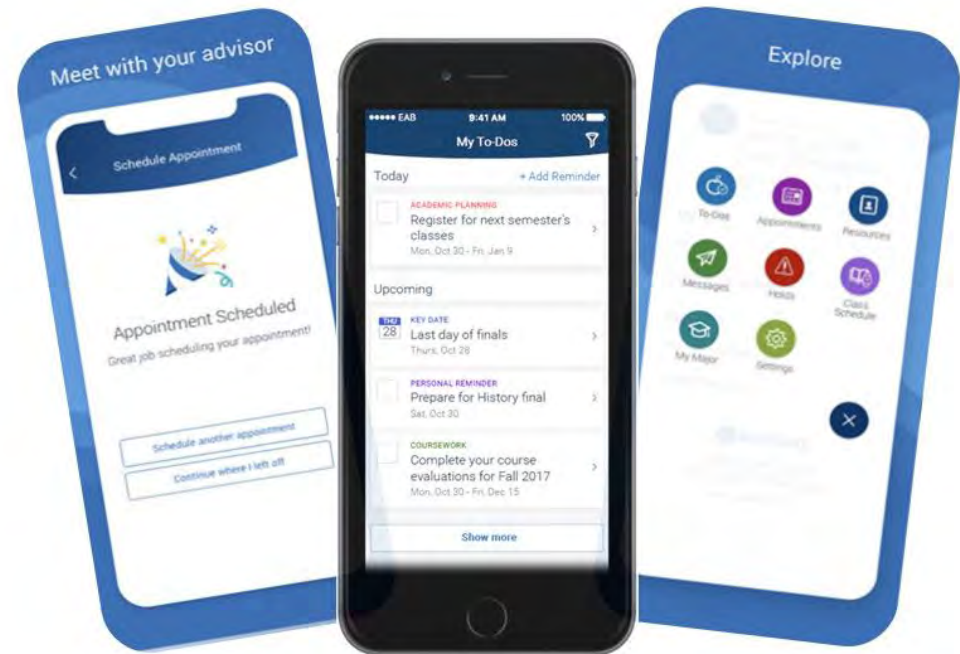 Meet with your advisor
Schedule Appointment
Appointment Scheduled
Great job scheduling your appointment!
Schedule another appointment
Continue where I left off
EAB 9:41 AM 100%
My To-Dos
Today + Add Reminder
ACADEMIC PLANNING
Register for next semester's
classes
Mon, Oct 30 - Fri, Jan 9
Upcoming
THU
28
KEY DATE
Last day of finals
Thurs, Oct 28
PERSONAL REMINDER
Prepare for History final
Sat, Oct 30
COURSEWORK
Complete your course
evaluations for Fall 2017
Mon, Oct 30 - Fri, Dec 15
Show more
Explore
To-Dos
Appointments
Resources
Messages
Holds
Class
Schedule
My Major
Settings